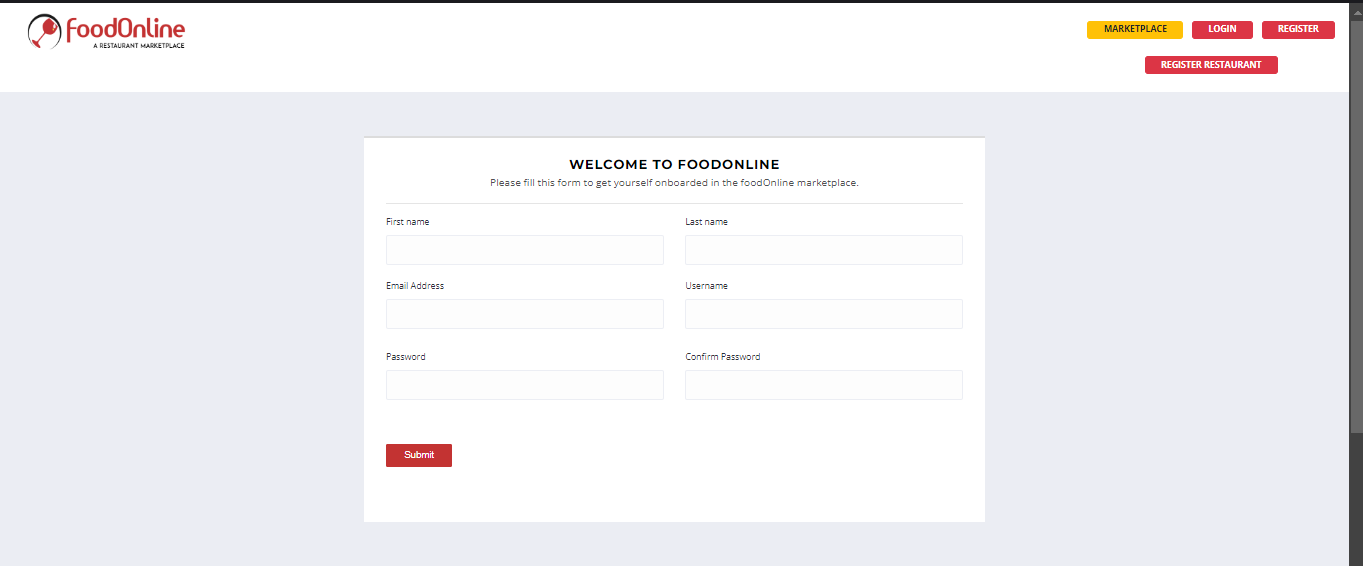 FoodOnline
A RESTAURANT MARKETPLACE
MARKETPLACE LOGIN REGISTER
REGISTER RESTAURANT
WELCOME TO FOODONLINE
Please fill this form to get yourself onboarded in the foodOnline marketplace.
First name Last name
Email Address Username
Password Confirm Password
Submit